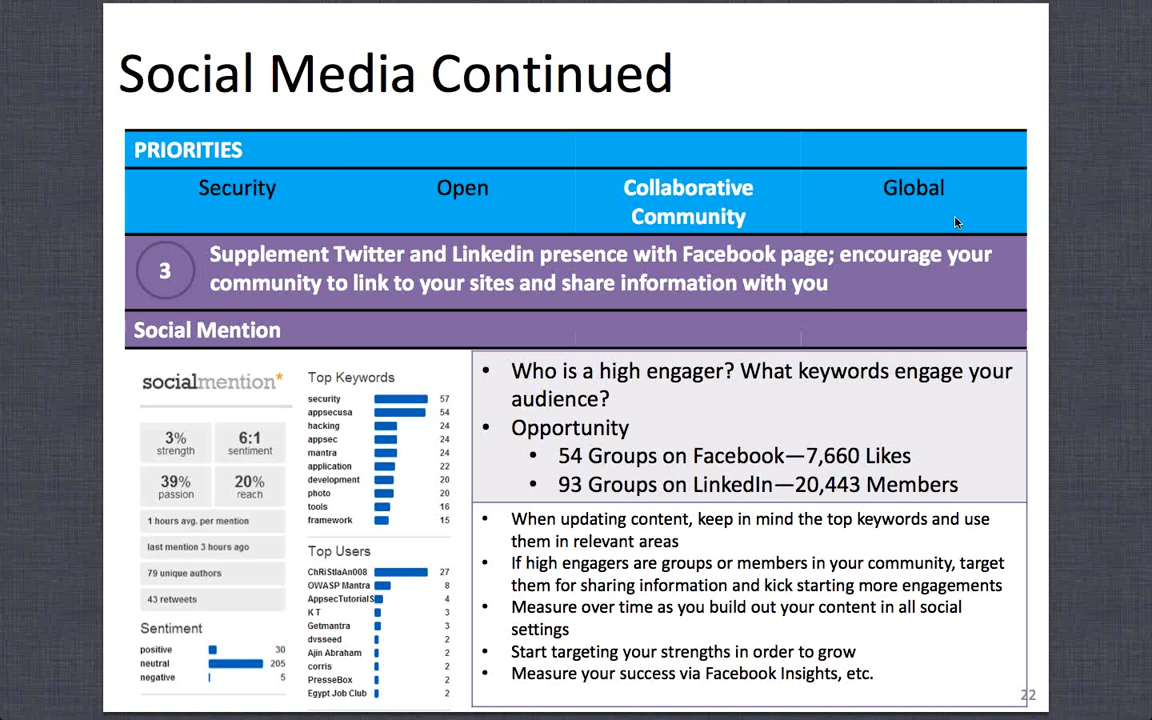 Social Media Continued
PRIORITIES
Security Open Collaborative Global
Community
3
Supplement Twitter and Linkedin presence with Facebook page; encourage your
community to link to your sites and share information with you
Social Mention
socialmention*
3% 6:1
strength sentiment
39% 20%
passion reach
1 hours avg. per mention
last mention 3 hours ago
79 unique authors
43 retweets
Sentiment
positive 30
neutral 205
negative 5
Top Keywords
security 57
appsecusa 54
hacking 24
appsec 24
mantra 24
application 22
development 20
photo 20
tools 16
framework 15
Top Users
ChRiStIaAn008 27
OWASP Mantra 8
AppsecTutorialS 4
K T 3
Getmantra 3
dvsseed 2
Ajin Abraham 2
corris 2
PresseBox 2
Egypt Job Club 2
• Who is a high engager? What keywords engage your
audience?
• Opportunity
• 54 Groups on Facebook—7,660 Likes
• 93 Groups on LinkedIn—20,443 Members
• When updating content, keep in mind the top keywords and use
them in relevant areas
• If high engagers are groups or members in your community, target
them for sharing information and kick starting more engagements
• Measure over time as you build out your content in all social
settings
• Start targeting your strengths in order to grow
• Measure your success via Facebook Insights, etc.
22